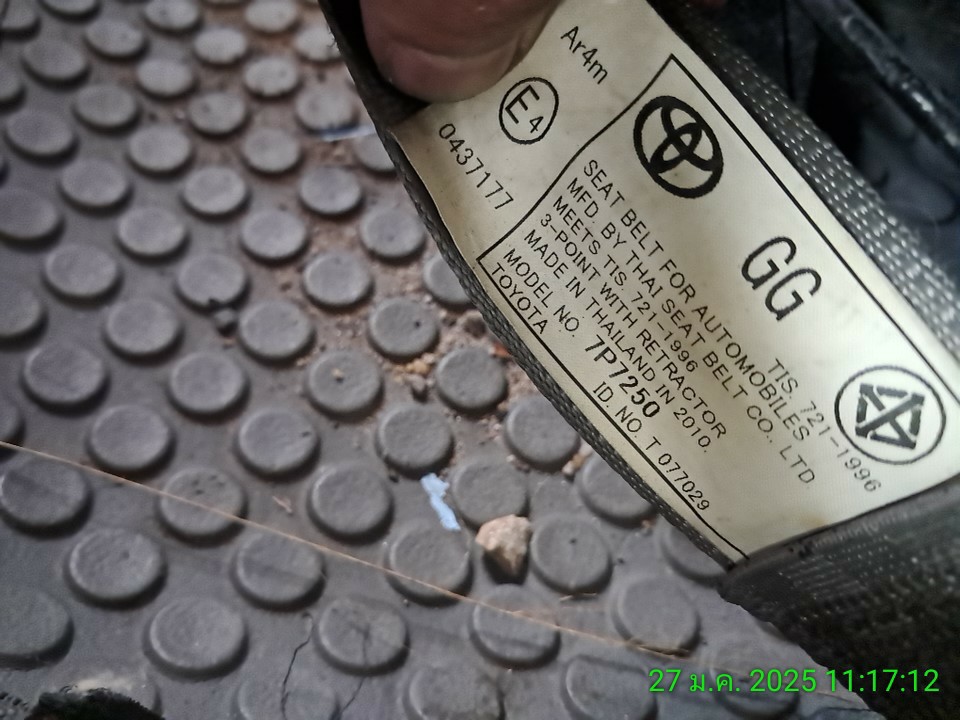 Ar4m
E4
0437177
GG
SEAT BELT FOR AUTOMOBILES
MFD. BY THAI SEAT BELT CO., LTD
MEETS TIS. 721-1996
3-POINT WITH RETRACTOR
MADE IN THAILAND IN 2010.
MODEL NO. 7P7250
TOYOTA ID. NO. T 077029
TIS. 721-1996
27 ม.ค. 2025 11:17:12